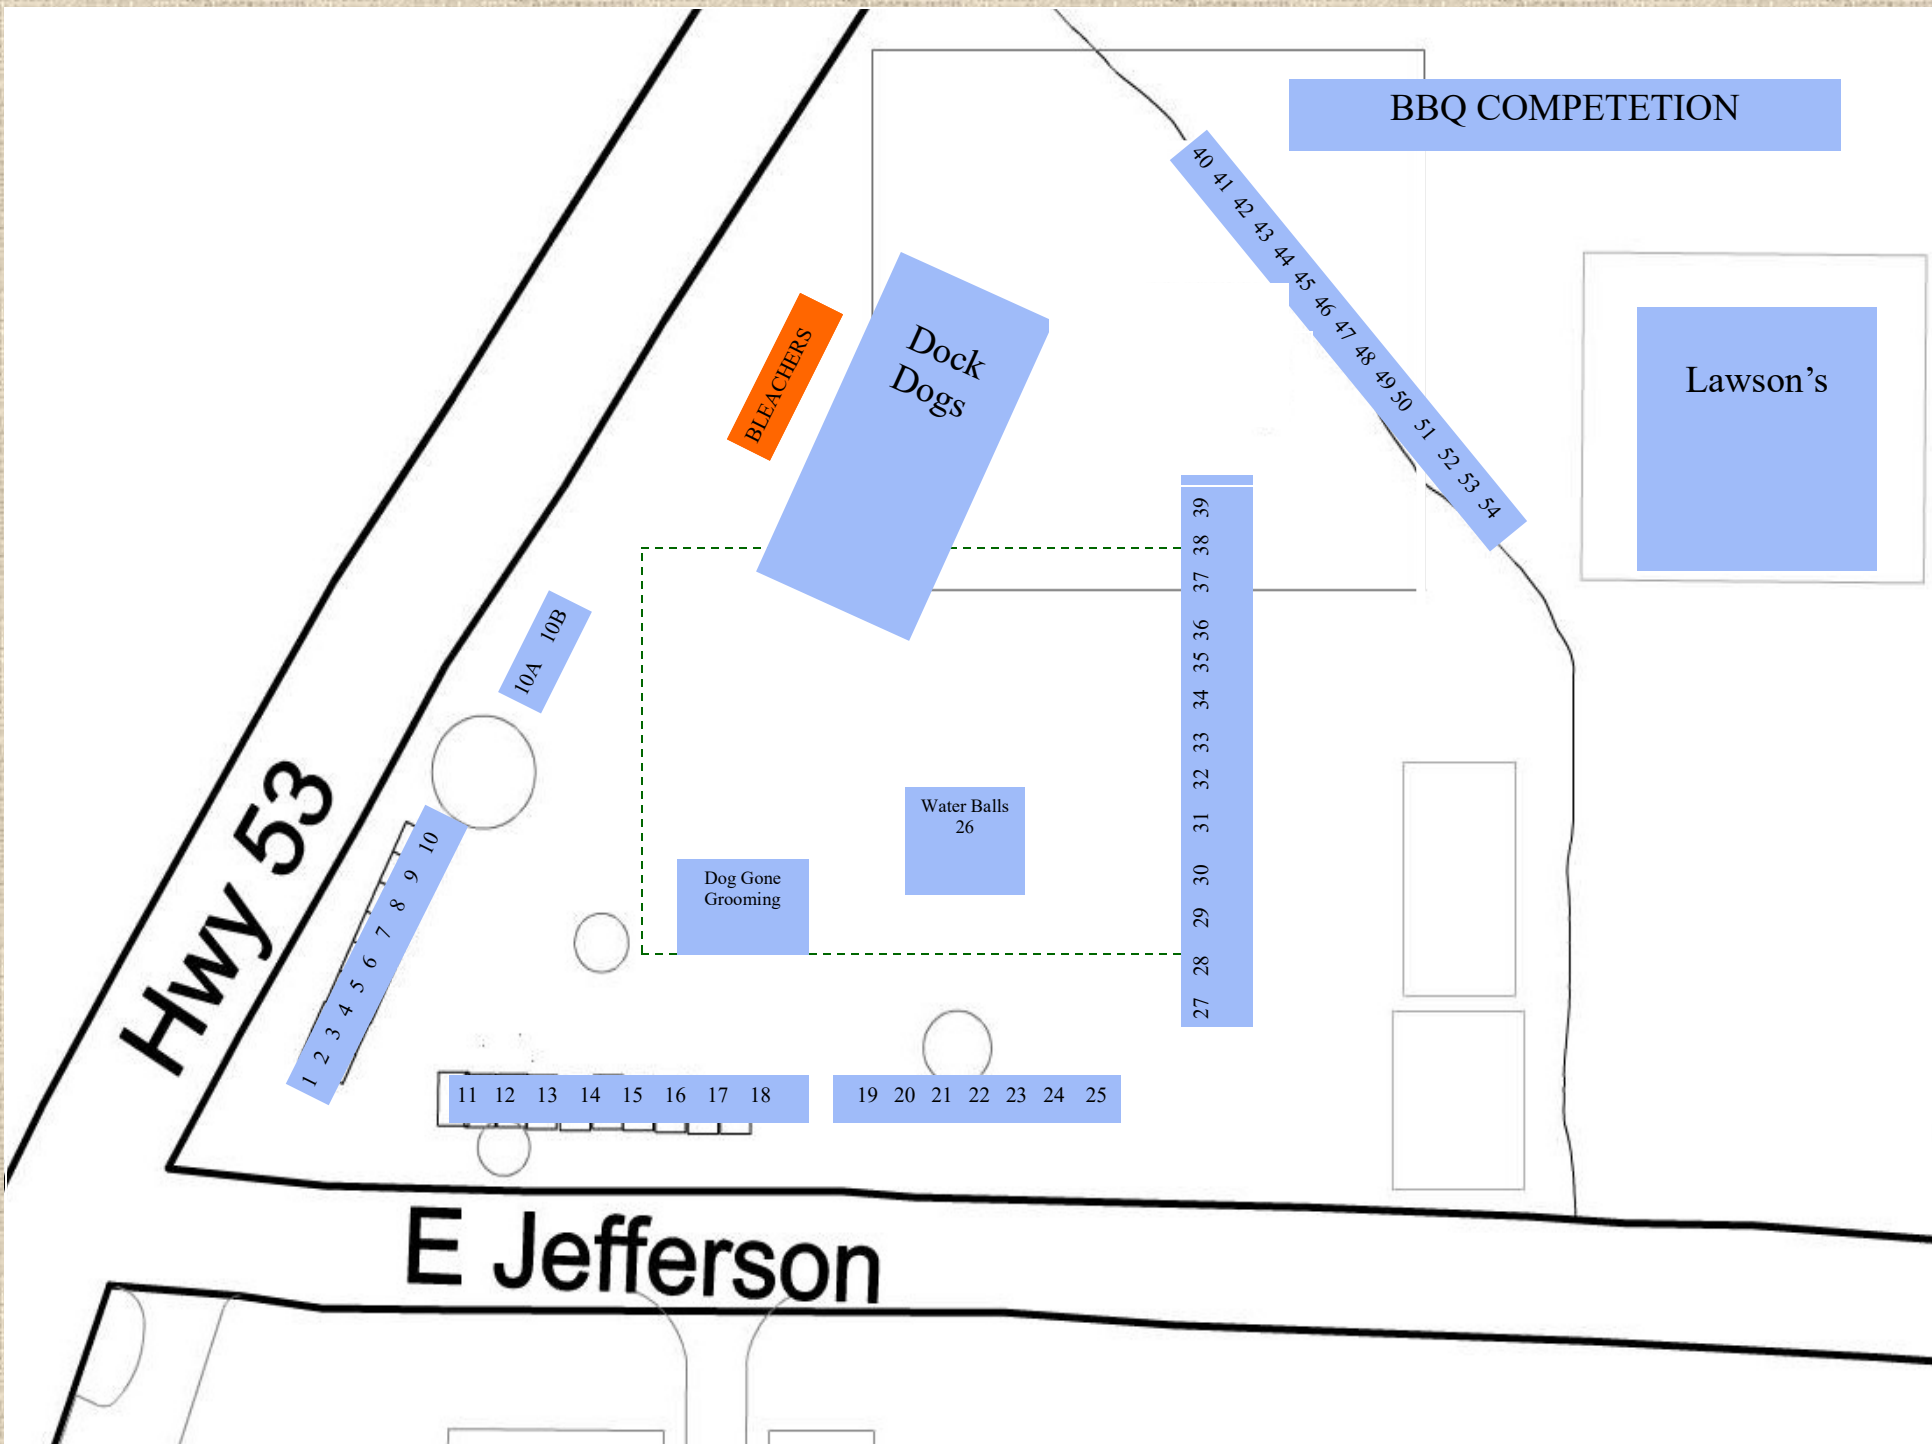 BBQ COMPETETION
40 41 42 43 44 45 46 47 48 49 50 51 52 53 54
Dock
Dogs
BLEACHERS
Lawson’s
39
38
37
36
35
34
33
32
31
30
29
28
27
10A 10B
Water Balls
26
Dog Gone
Grooming
Hwy 53
1 2 3 4 5 6 7 8 9 10
11 12 13 14 15 16 17 18
19 20 21 22 23 24 25
E Jefferson